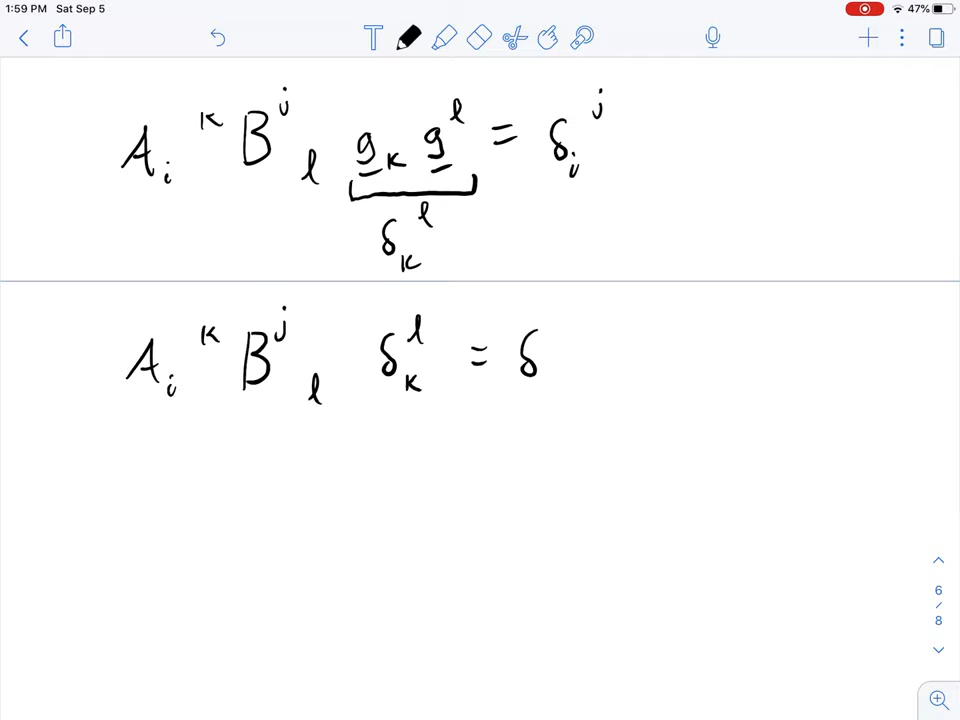 1:59 PM Sat Sep 5 47%
A_i^k B^j_l g_k g^l = δ_i^j
δ_k^l
A_i^k B^j_l δ_k^l = δ
T
6
/
8